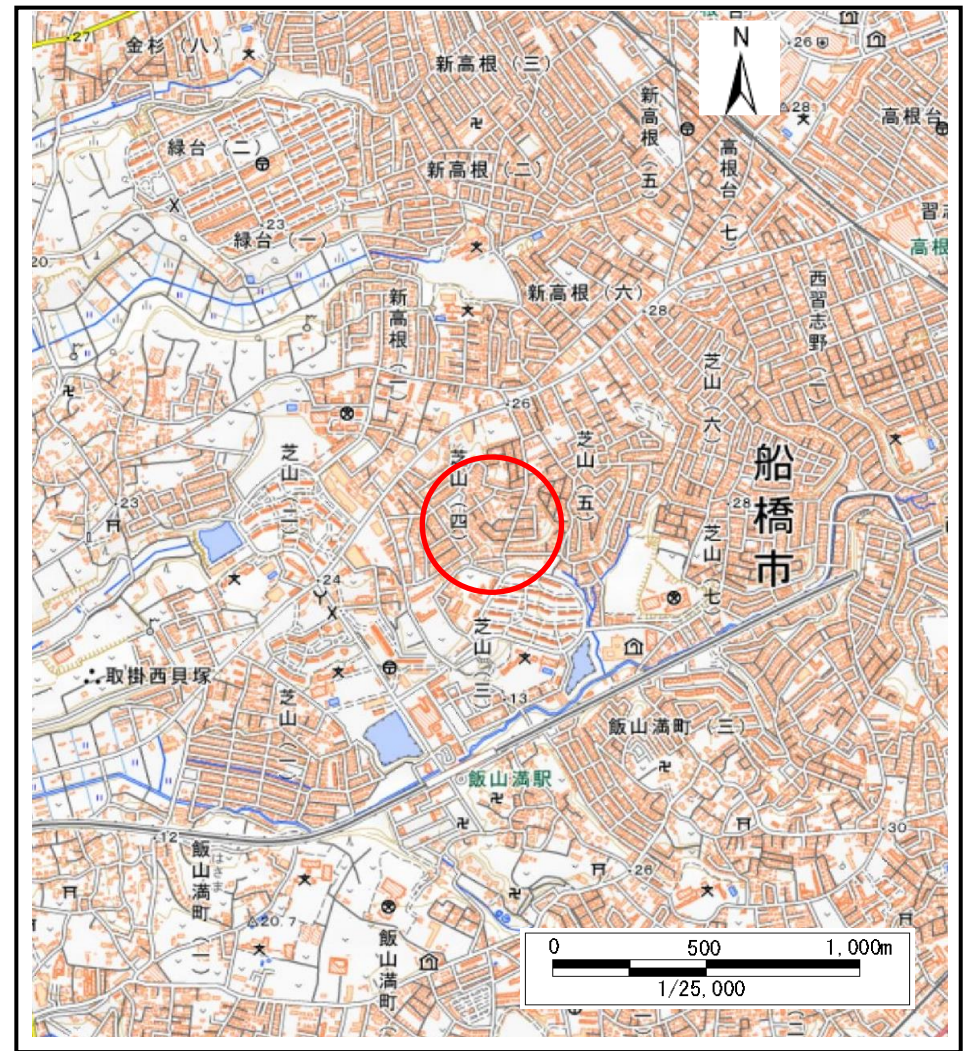 27
金杉(八)
新高根(三)
26
N
28.1
新高根(五)
高根台
緑台(二)
新高根(二)
高根台(七)
23
緑台(一)
習志
高根
20
新高根(一)
新高根(六)
西習志野(一)
28
芝山(六)
26
芝山(二)
芝山(四)
芝山(五)
船橋市
23
28
芝山(七)
24
取掛西貝塚
芝山(三)
13
芝山(一)
飯山満町(三)
飯山満駅
12
30
飯山満町(一)
はさま
26
20.7
飯山満町
0 500 1,000m
1/25,000